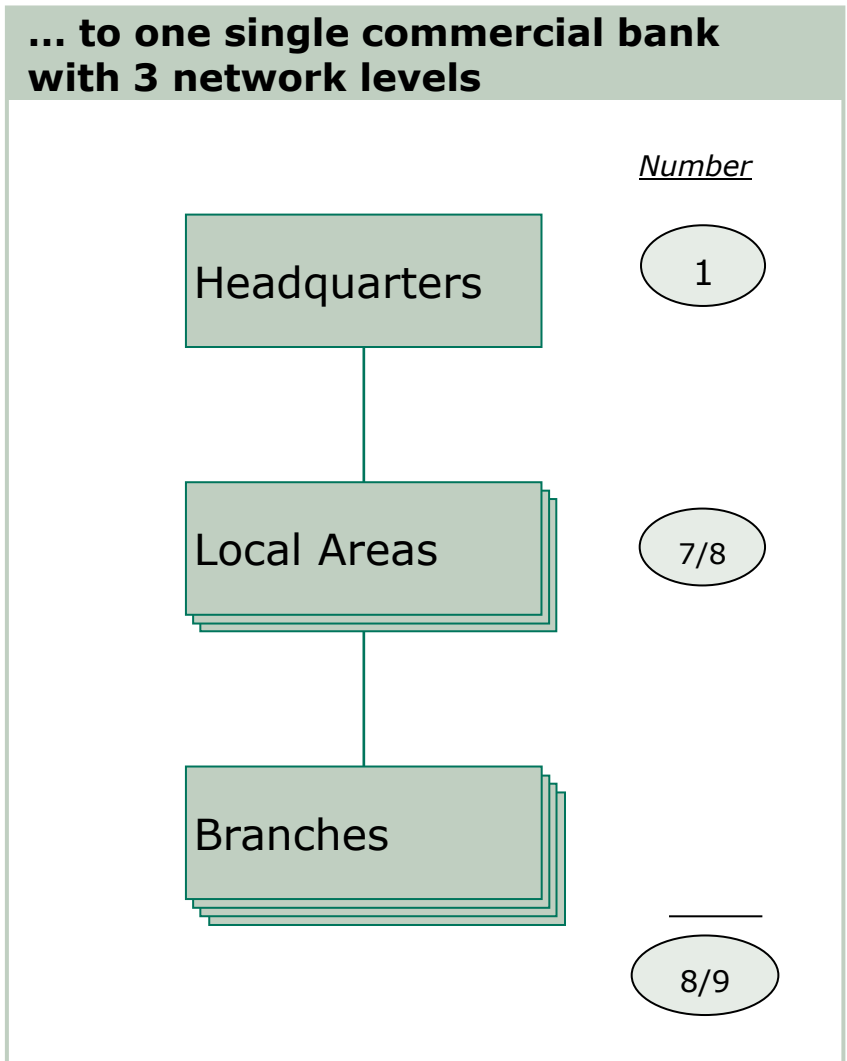 … to one single commercial bank
with 3 network levels
Number
Headquarters
1
Local Areas
7/8
Branches
8/9